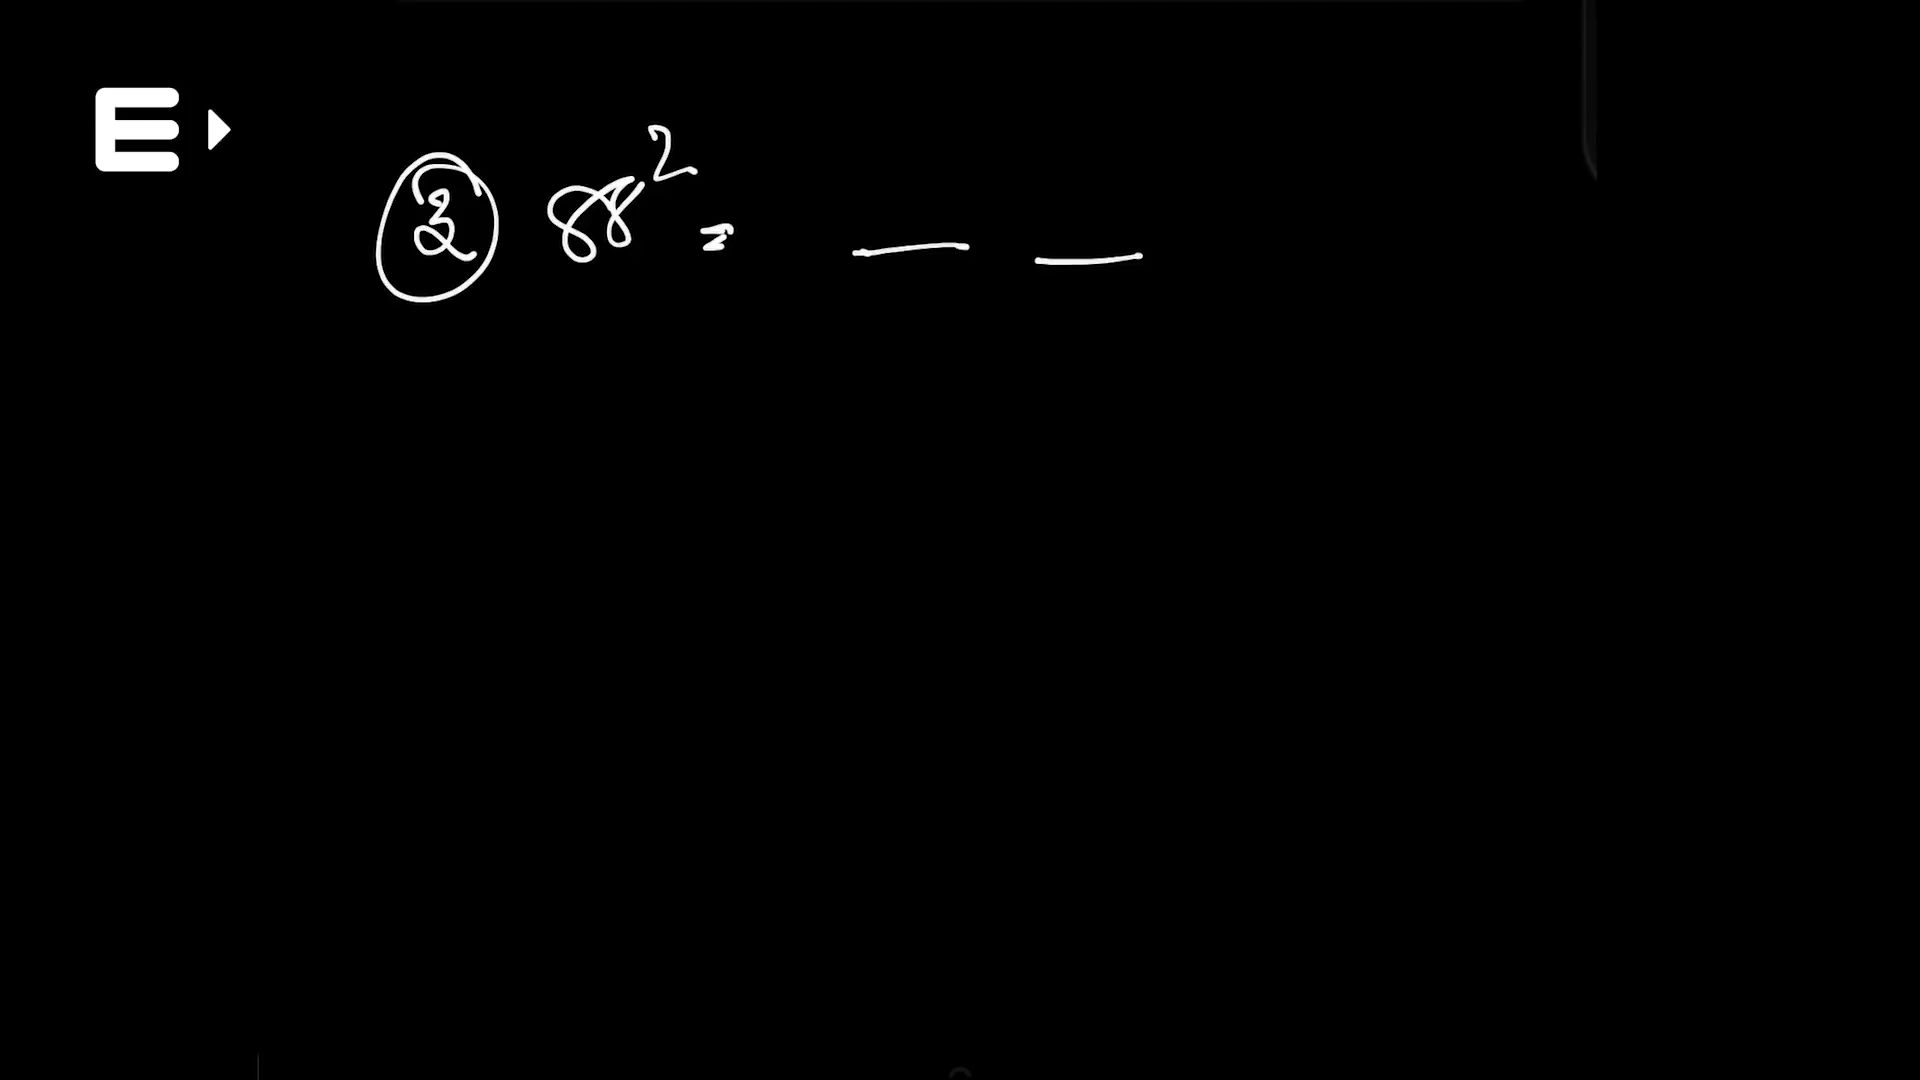 E
② 88² = __ __